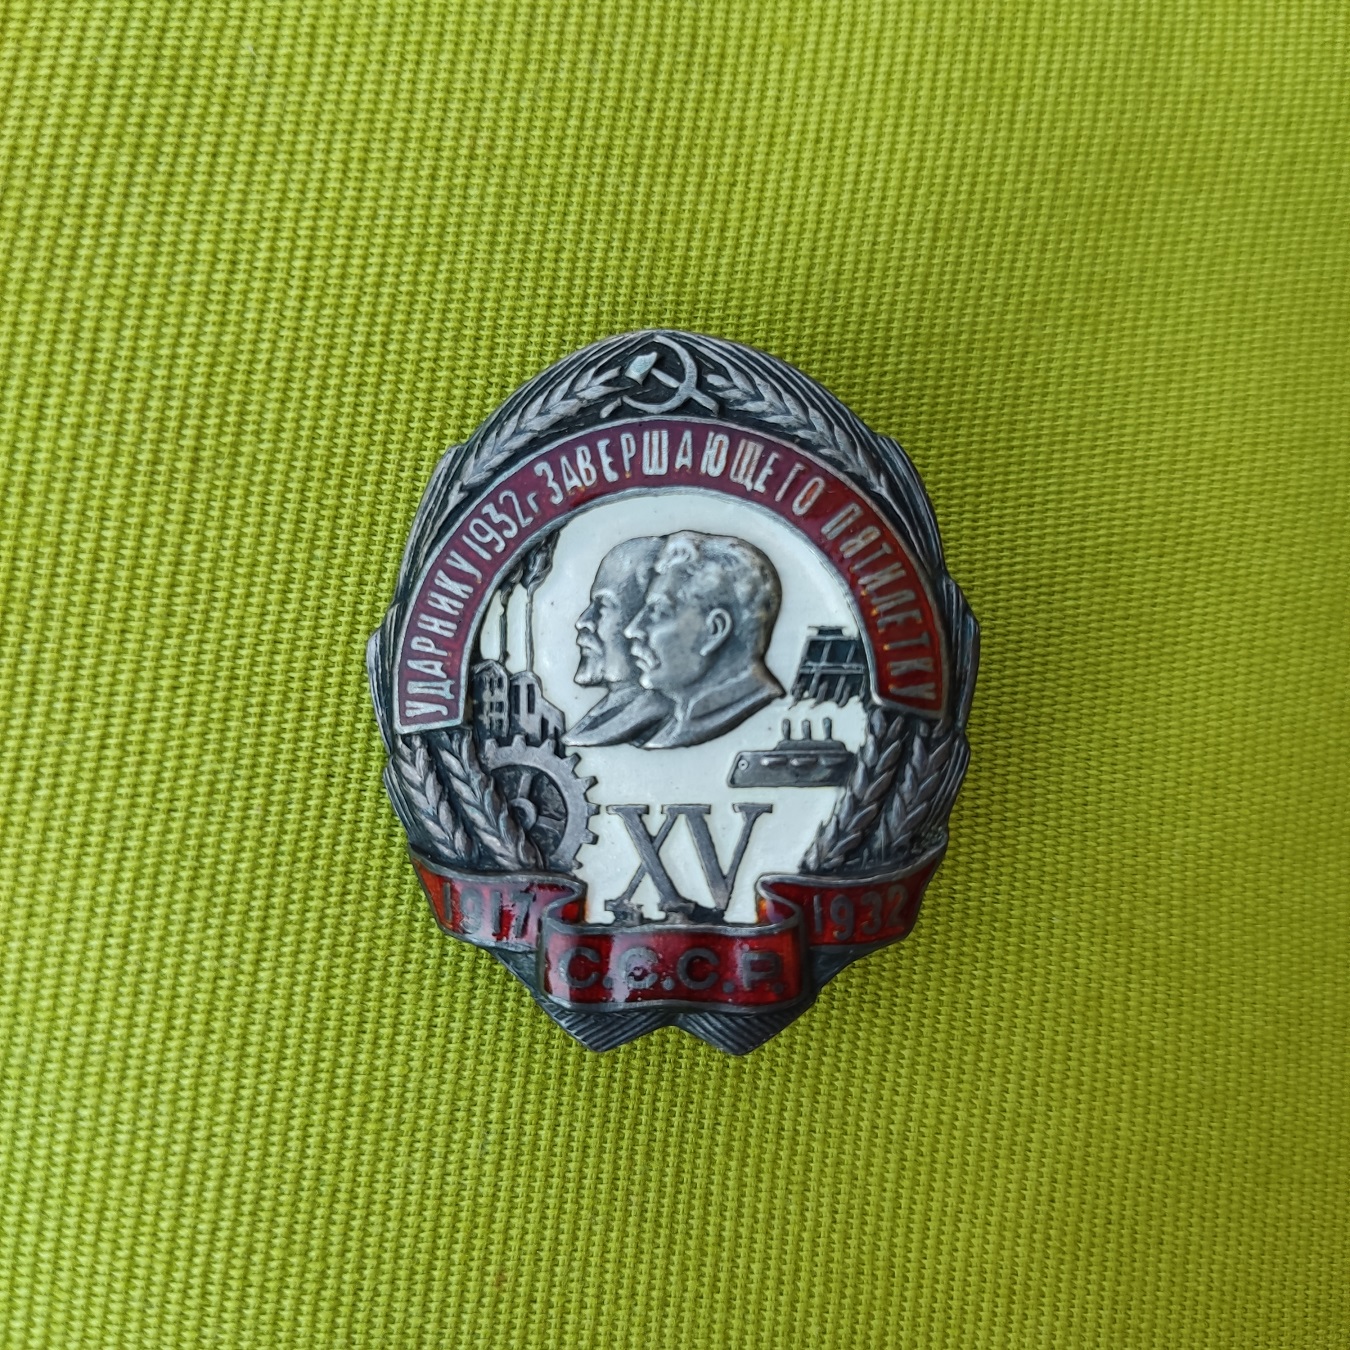 УДАРНИКУ 1932г ЗАВЕРШАЮЩЕГО ПЯТИЛЕТКУ
XV
1917 1932
С.С.С.Р.